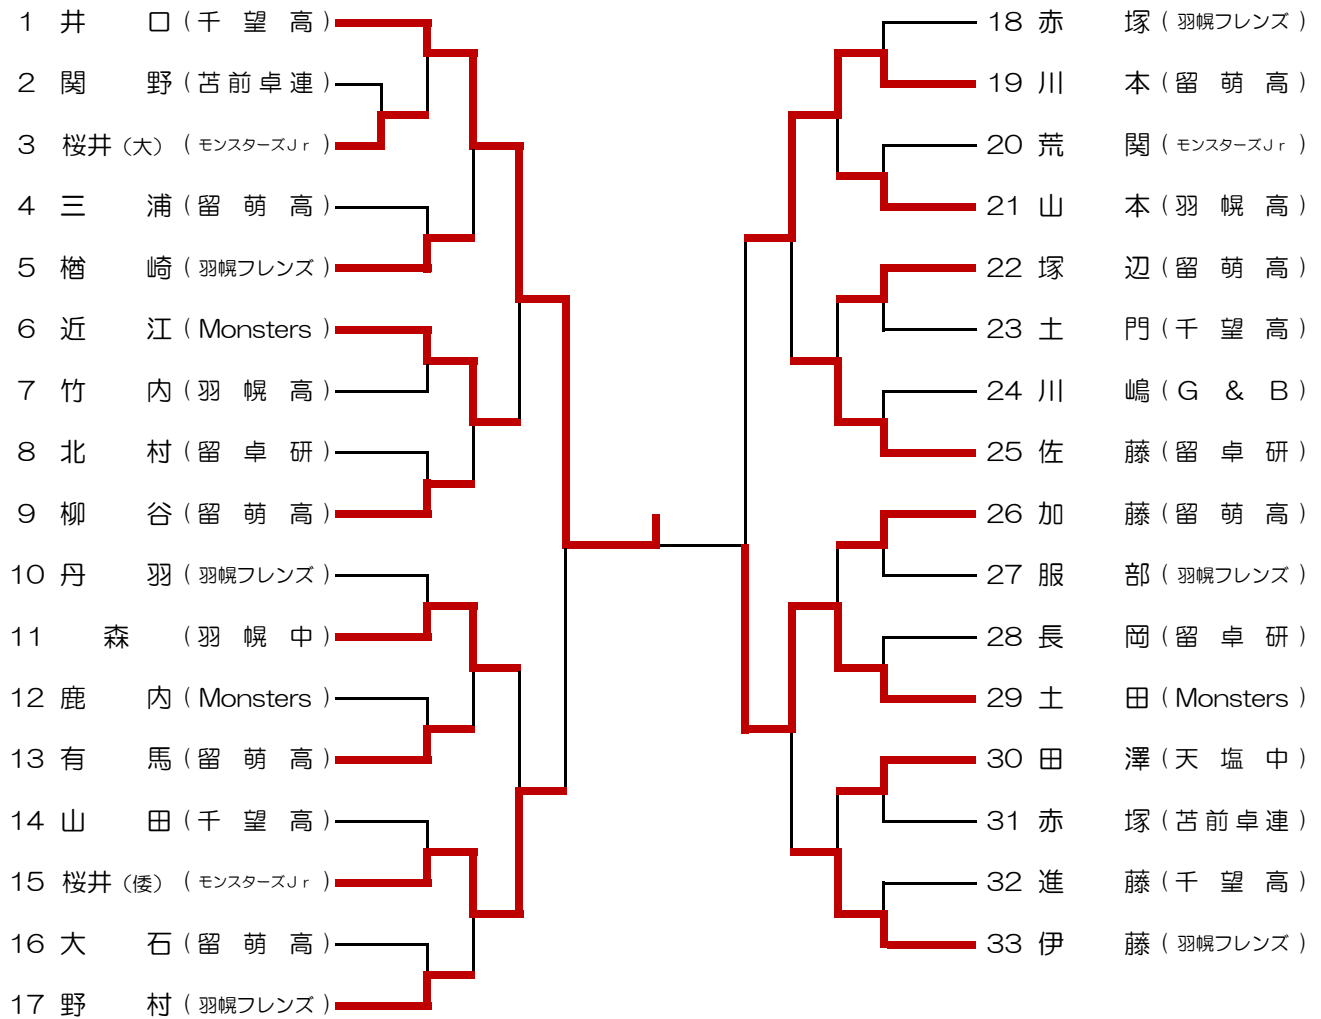 1 井口 (千望高)
2 関野 (苫前卓連)
3 桜井(大) (モンスターズJr)
4 三浦 (留萌高)
5 楢崎 (羽幌フレンズ)
6 近江 (Monsters)
7 竹内 (羽幌高)
8 北村 (留卓研)
9 柳谷 (留萌高)
10 丹羽 (羽幌フレンズ)
11 森 (羽幌中)
12 鹿内 (Monsters)
13 有馬 (留萌高)
14 山田 (千望高)
15 桜井(倭) (モンスターズJr)
16 大石 (留萌高)
17 野村 (羽幌フレンズ)
18 赤塚 (羽幌フレンズ)
19 川本 (留萌高)
20 荒関 (モンスターズJr)
21 山本 (羽幌高)
22 塚辺 (留萌高)
23 土門 (千望高)
24 川嶋 (G & B)
25 佐藤 (留卓研)
26 加藤 (留萌高)
27 服部 (羽幌フレンズ)
28 長岡 (留卓研)
29 土田 (Monsters)
30 田澤 (天塩中)
31 赤塚 (苫前卓連)
32 進藤 (千望高)
33 伊藤 (羽幌フレンズ)